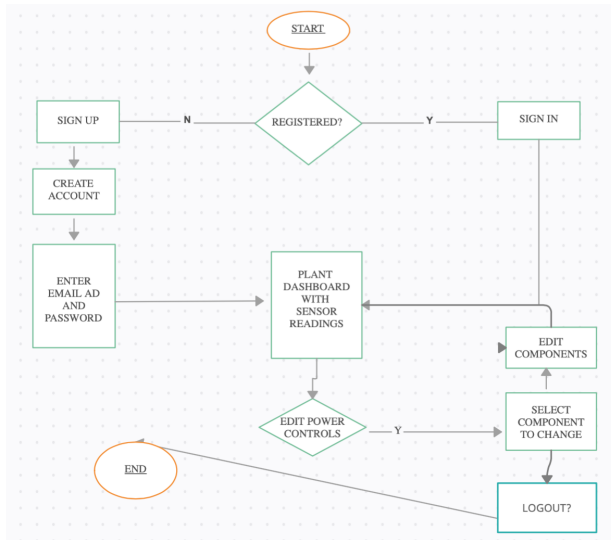 START
SIGN UP
N
REGISTERED?
Y
SIGN IN
CREATE
ACCOUNT
ENTER
EMAIL AD
AND
PASSWORD
PLANT
DASHBOARD
WITH
SENSOR
READINGS
EDIT
COMPONENTS
EDIT POWER
CONTROLS
Y
SELECT
COMPONENT
TO CHANGE
END
LOGOUT?